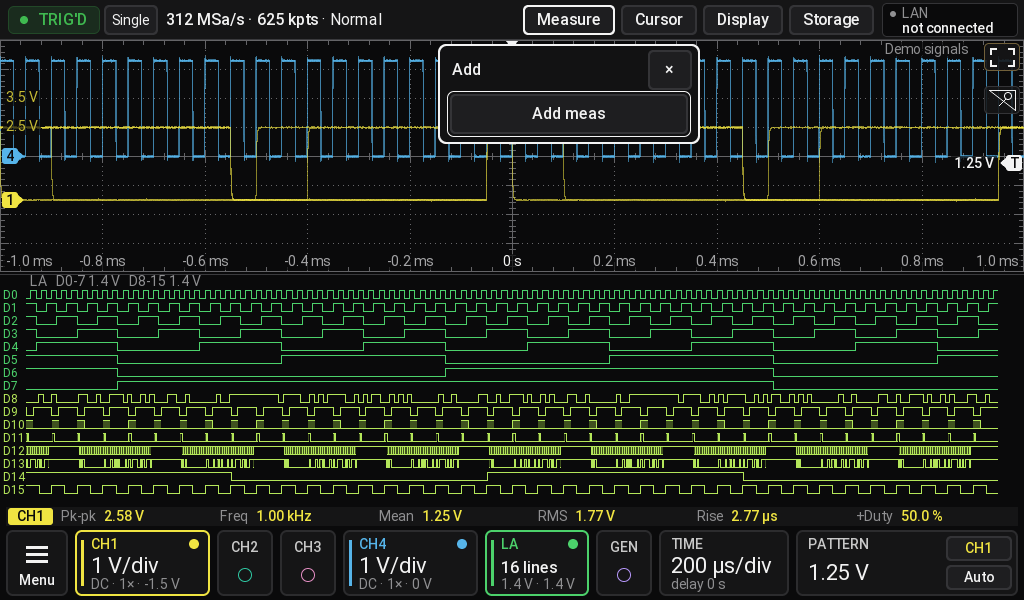 TRIG'D Single 312 MSa/s · 625 kpts · Normal Measure Cursor Display Storage LAN
not connected
Demo signals
Add ×
Add meas
3.5 V
2.5 V
4
1.25 V T
1
-1.0 ms -0.8 ms -0.6 ms -0.4 ms -0.2 ms 0 s 0.2 ms 0.4 ms 0.6 ms 0.8 ms 1.0 ms
LA D0-7 1.4 V D8-15 1.4 V
D0
D1
D2
D3
D4
D5
D6
D7
D8
D9
D10
D11
D12
D13
D14
D15
CH1 Pk-pk 2.58 V Freq 1.00 kHz Mean 1.25 V RMS 1.77 V Rise 2.77 µs +Duty 50.0 %
Menu
CH1
1 V/div
DC · 1× · -1.5 V
CH2
CH3
CH4
1 V/div
DC · 1× · 0 V
LA
16 lines
1.4 V · 1.4 V
GEN
TIME
200 µs/div
delay 0 s
PATTERN
1.25 V
CH1
Auto